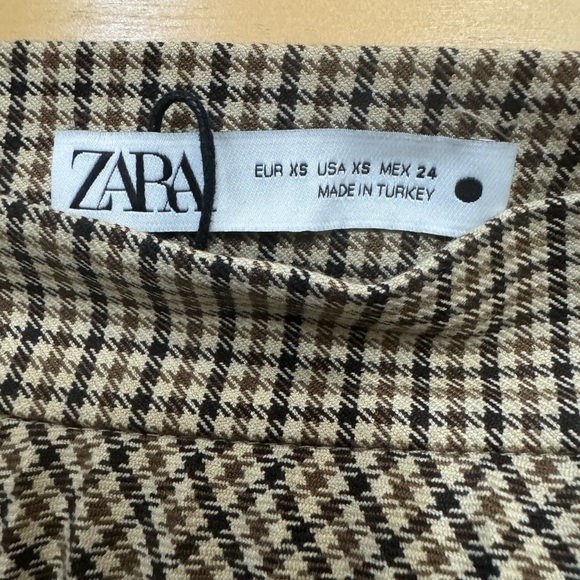 ZARA
EUR XS USA XS MEX 24
MADE IN TURKEY